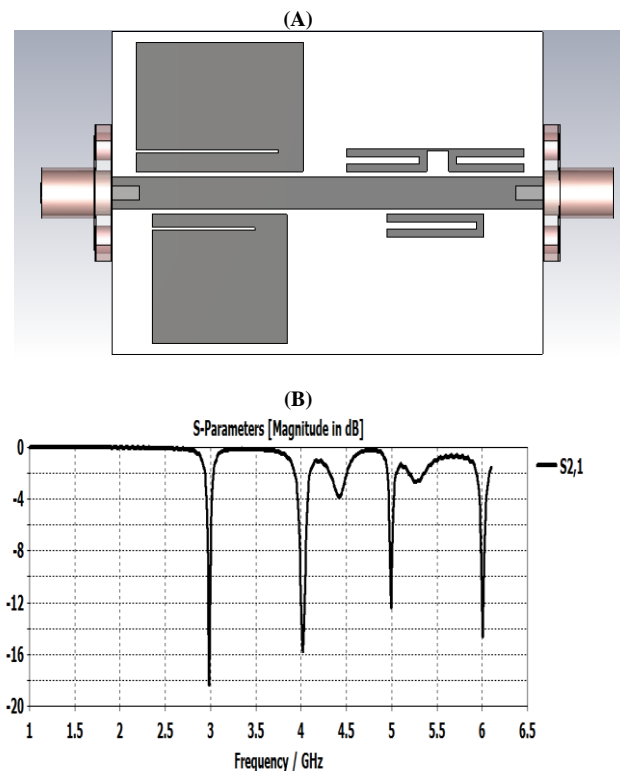 (A)
(B)
S-Parameters [Magnitude in dB]
0
-4
-8
-12
-16
-20
S2,1
1 1.5 2 2.5 3 3.5 4 4.5 5 5.5 6 6.5
Frequency / GHz